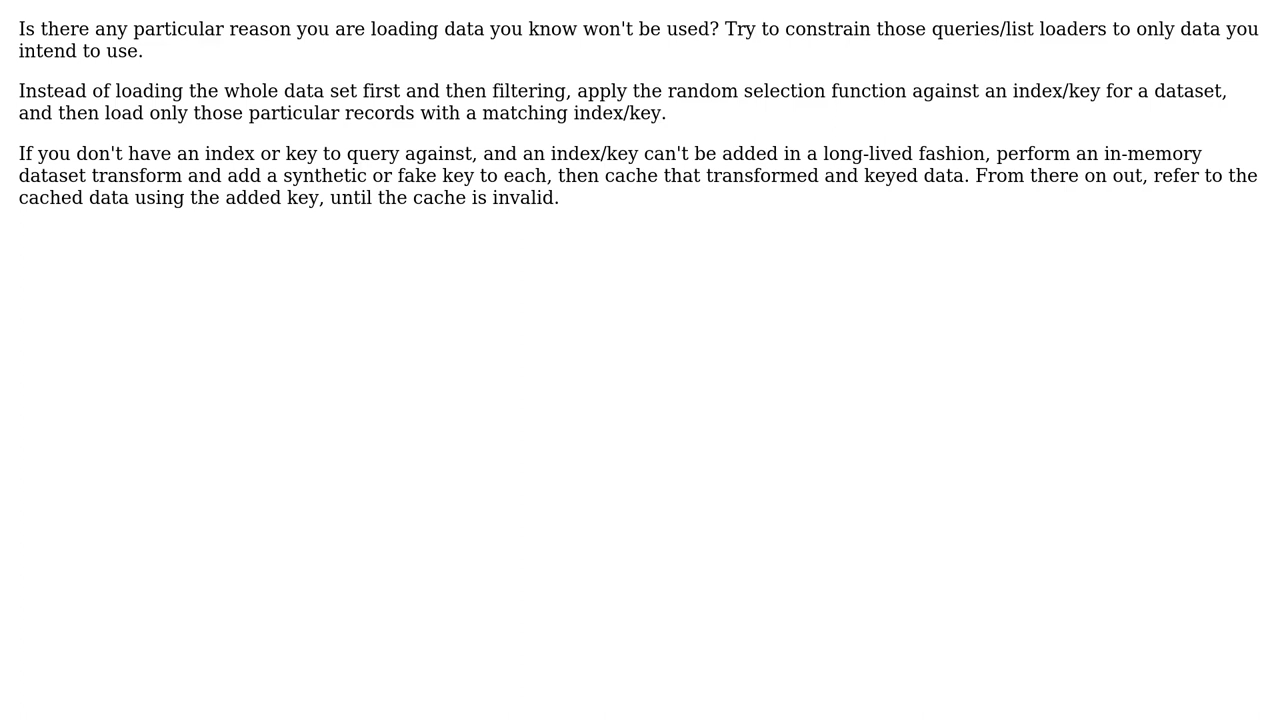 Is there any particular reason you are loading data you know won't be used? Try to constrain those queries/list loaders to only data you
intend to use.
Instead of loading the whole data set first and then filtering, apply the random selection function against an index/key for a dataset,
and then load only those particular records with a matching index/key.
If you don't have an index or key to query against, and an index/key can't be added in a long-lived fashion, perform an in-memory
dataset transform and add a synthetic or fake key to each, then cache that transformed and keyed data. From there on out, refer to the
cached data using the added key, until the cache is invalid.